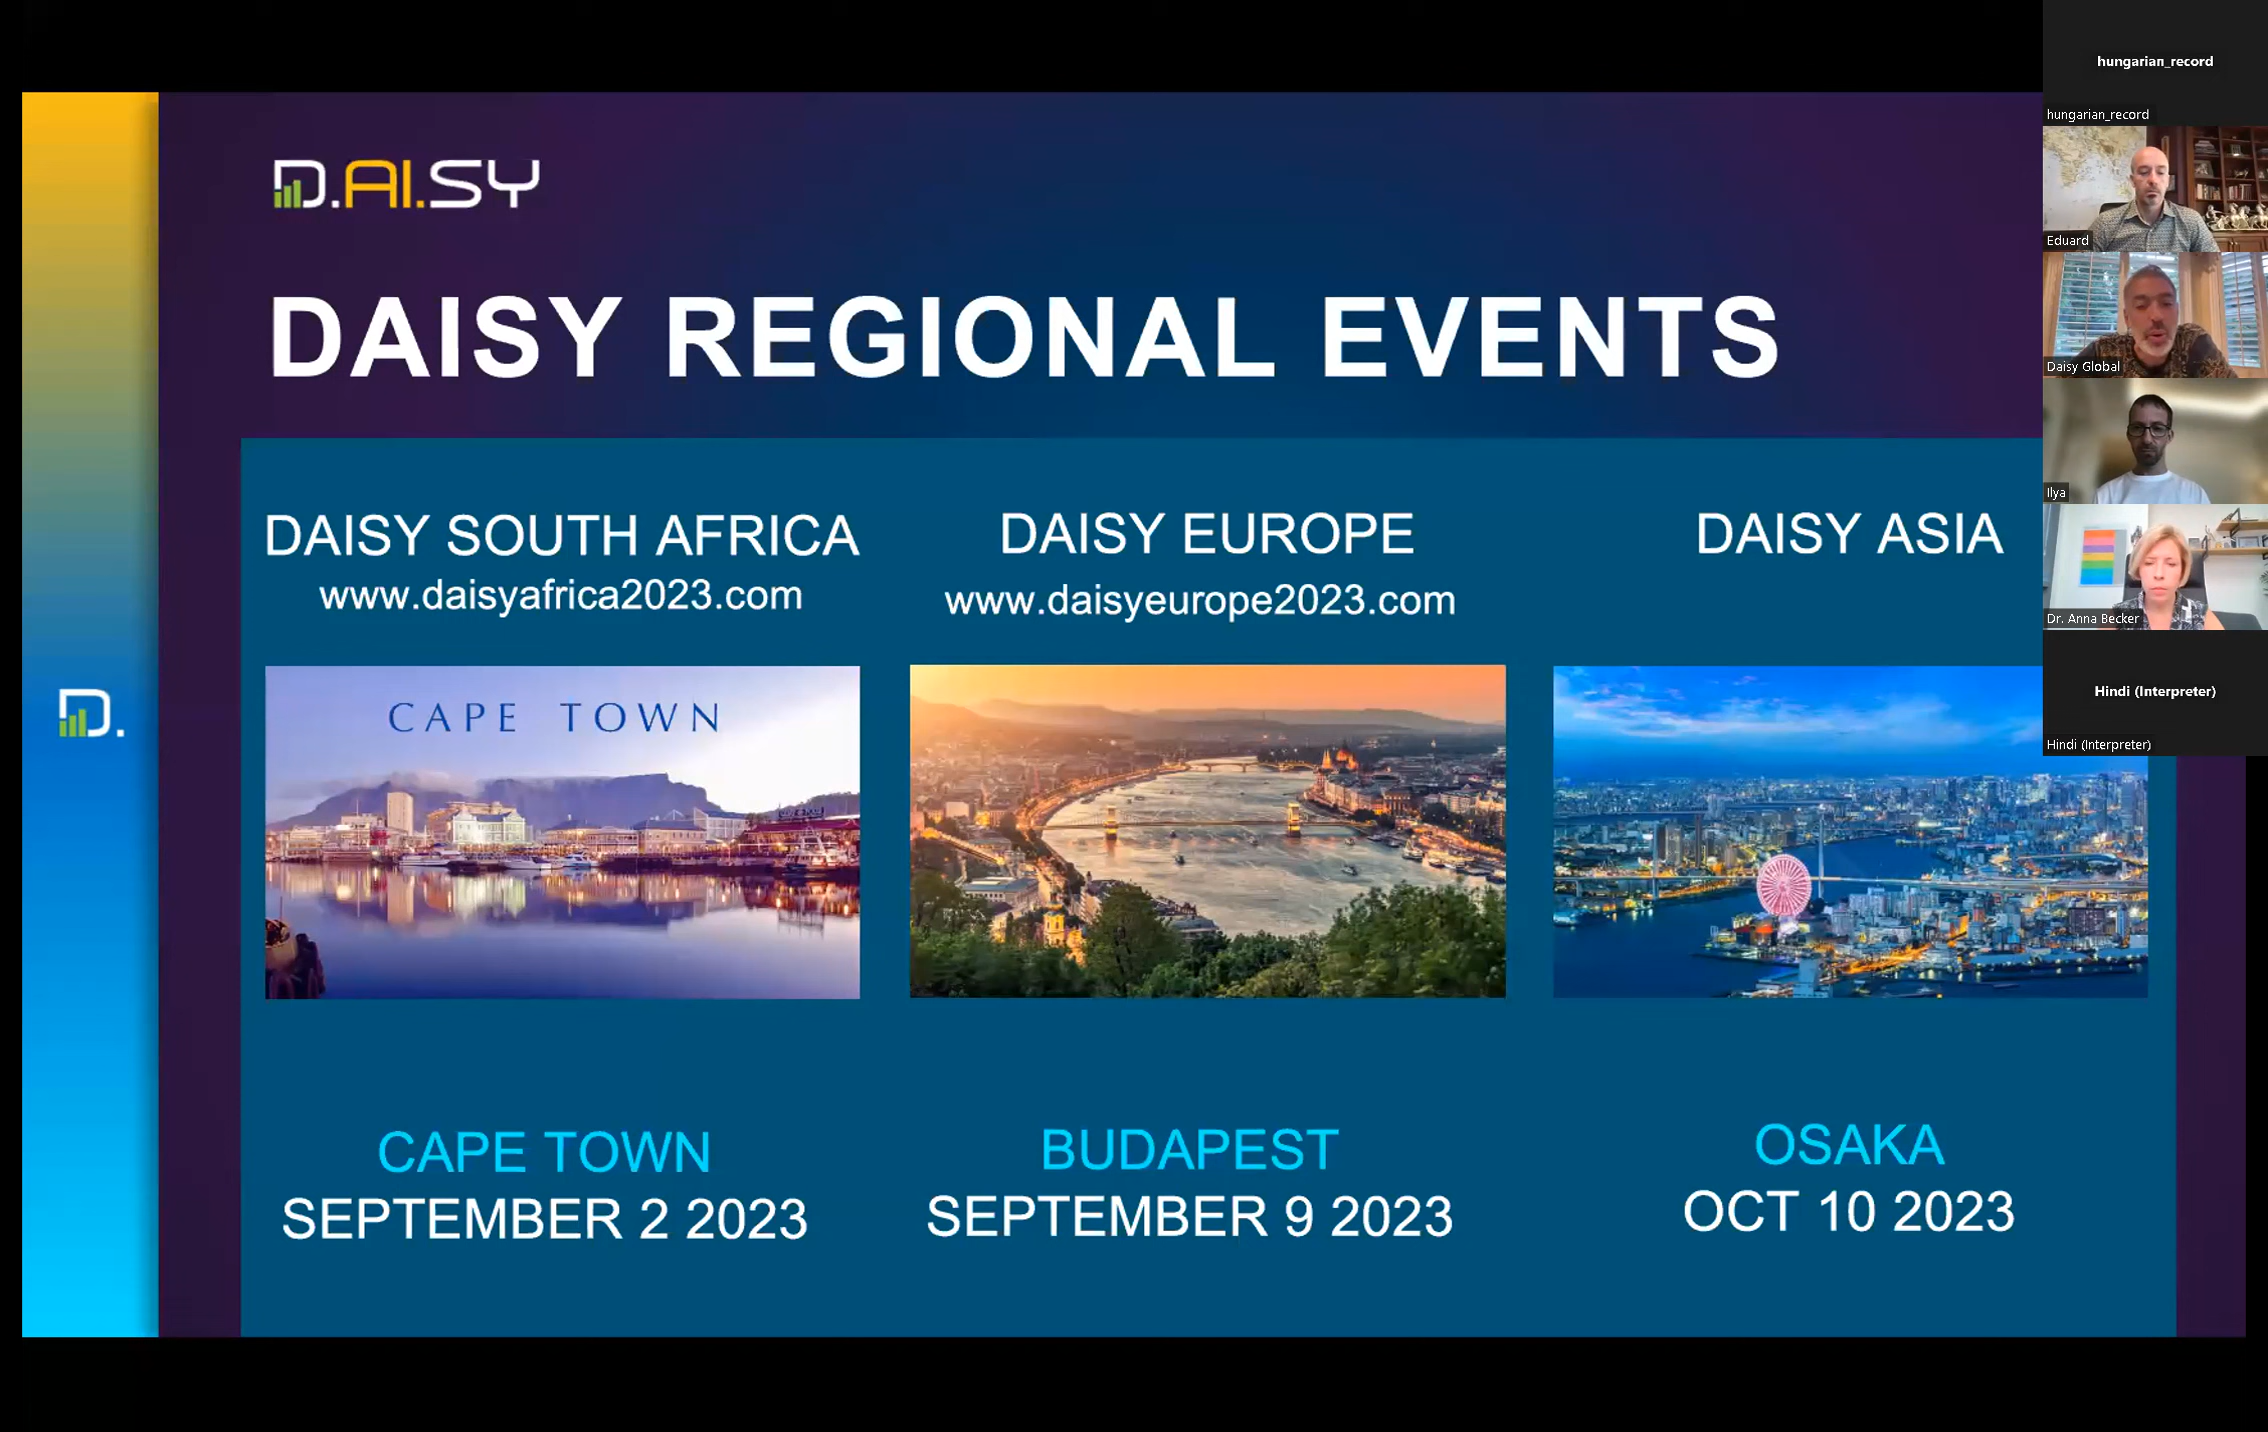 D.AI.SY
DAISY REGIONAL EVENTS
DAISY SOUTH AFRICA
www.daisyafrica2023.com
CAPE TOWN
CAPE TOWN
SEPTEMBER 2 2023
DAISY EUROPE
www.daisyeurope2023.com
BUDAPEST
SEPTEMBER 9 2023
DAISY ASIA
OSAKA
OCT 10 2023
D.
hungarian_record
hungarian_record
Eduard
Daisy Global
Ilya
Dr. Anna Becker
Hindi (Interpreter)
Hindi (Interpreter)